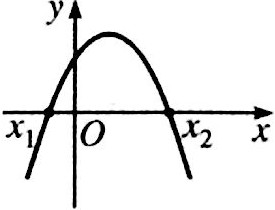 y
x₁ O x₂ x